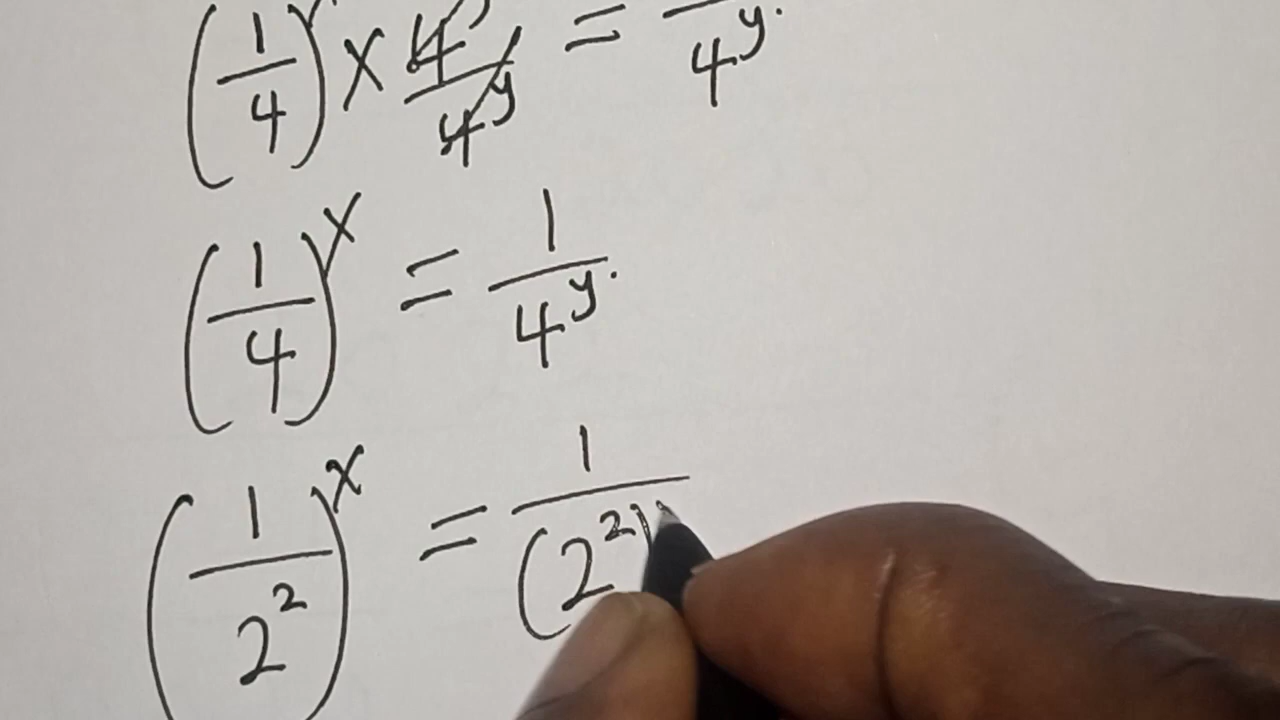 (1/4)^x × 4^y/4^y = 1/4^y.
(1/4)^x = 1/4^y.
(1/2^2)^x = 1/(2^2)